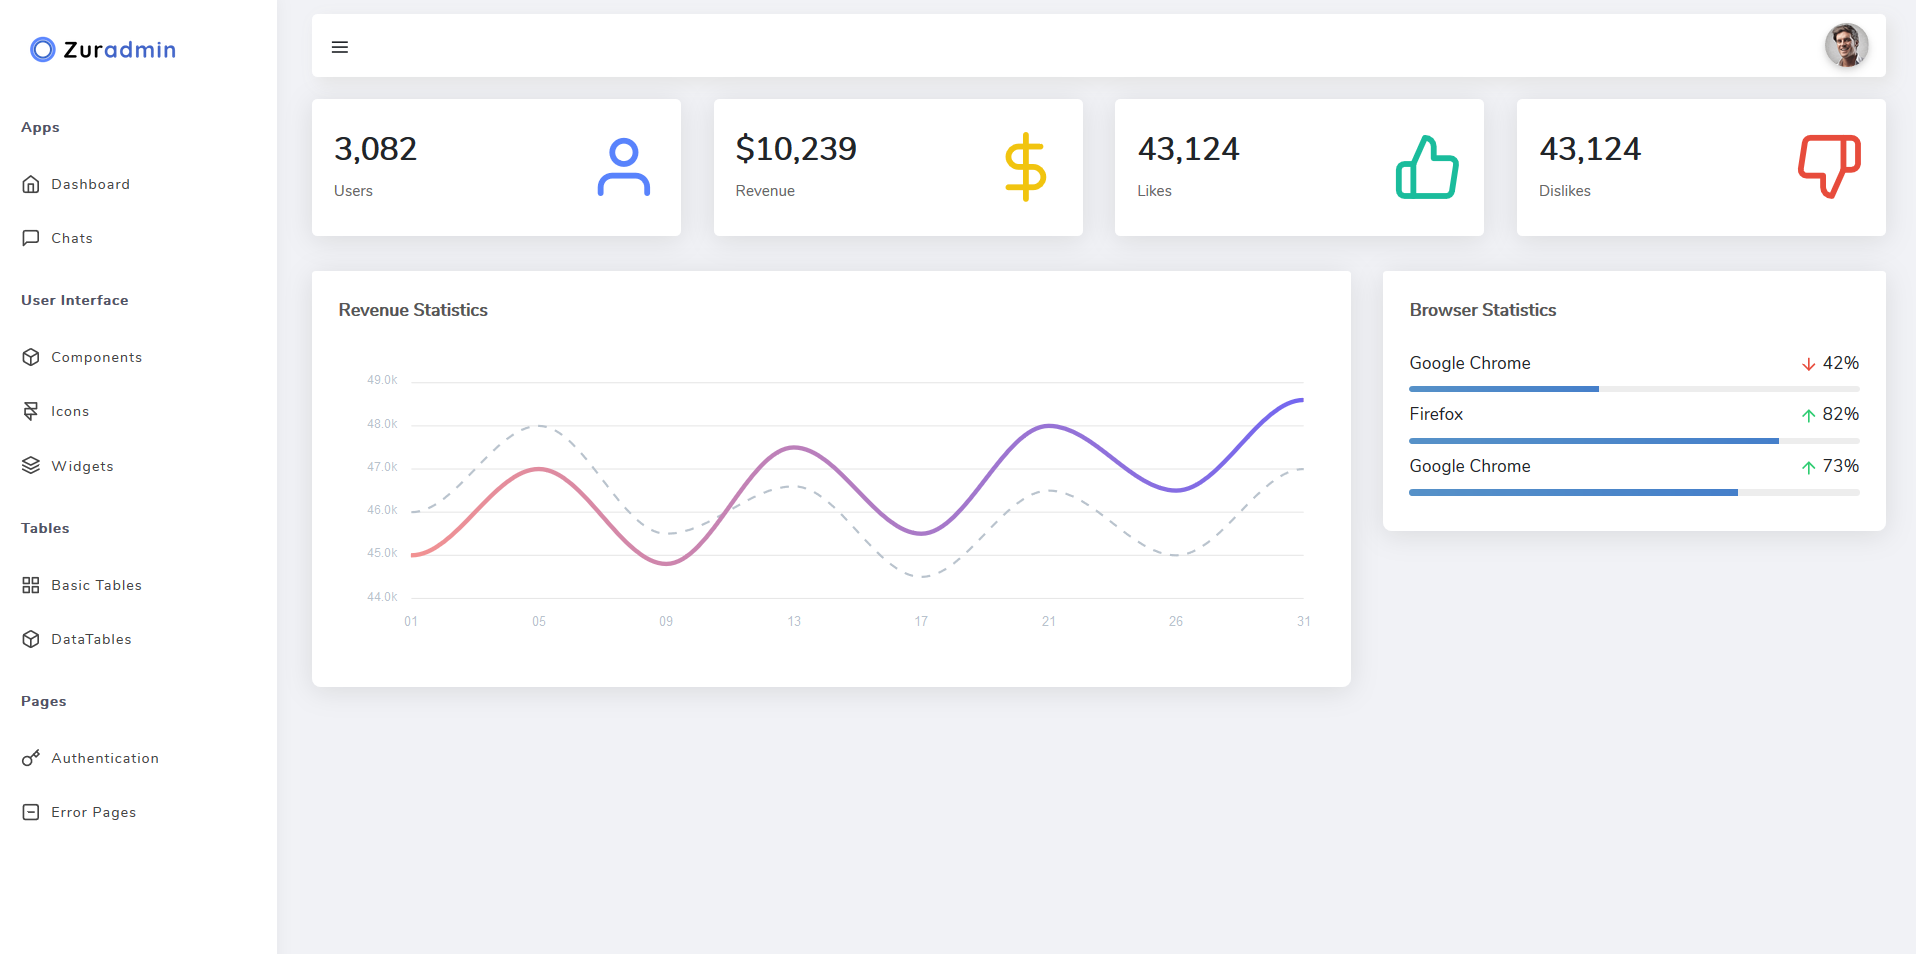 Zuradmin
Apps
Dashboard
Chats
User Interface
Components
Icons
Widgets
Tables
Basic Tables
DataTables
Pages
Authentication
Error Pages
3,082
Users
$10,239
Revenue
43,124
Likes
43,124
Dislikes
Revenue Statistics
49.0k
48.0k
47.0k
46.0k
45.0k
44.0k
01 05 09 13 17 21 26 31
Browser Statistics
Google Chrome 42%
Firefox 82%
Google Chrome 73%